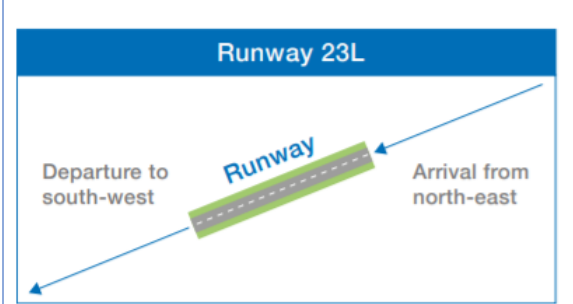 Runway 23L
Runway
Departure to
south-west
Arrival from
north-east